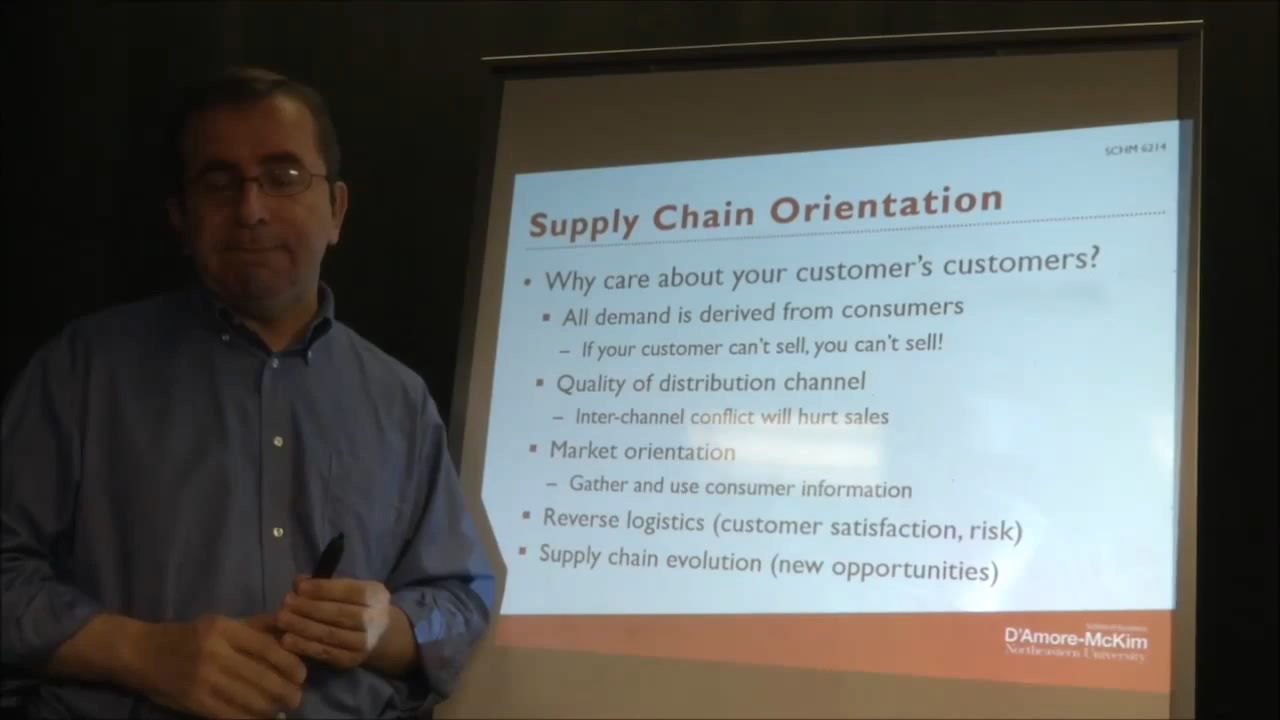 SCHM 6214
Supply Chain Orientation
• Why care about your customer's customers?
▪ All demand is derived from consumers
– If your customer can't sell, you can't sell!
▪ Quality of distribution channel
– Inter-channel conflict will hurt sales
▪ Market orientation
– Gather and use consumer information
▪ Reverse logistics (customer satisfaction, risk)
▪ Supply chain evolution (new opportunities)
D'Amore-McKim
Northeastern University